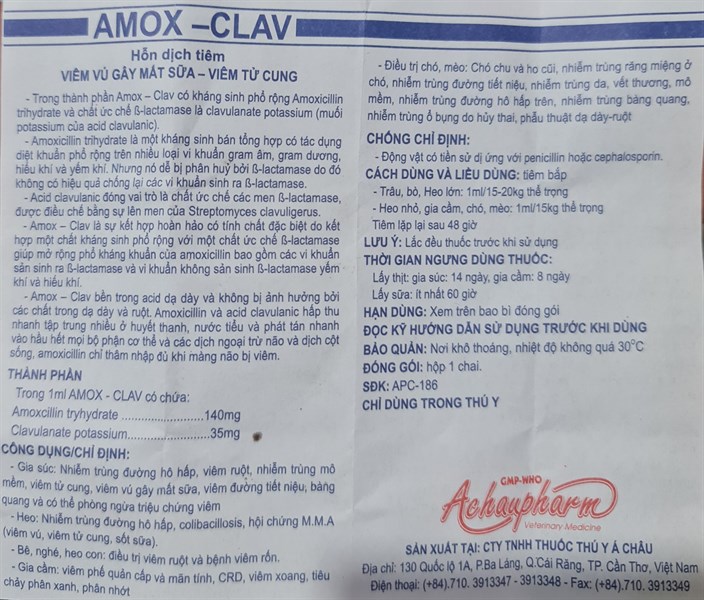 AMOX –CLAV
Hỗn dịch tiêm
VIÊM VÚ GÂY MẤT SỮA – VIÊM TỬ CUNG
- Trong thành phần Amox – Clav có kháng sinh phổ rộng Amoxicillin
trihydrate và chất ức chế ß-lactamase là clavulanate potassium (muối
potassium của acid clavulanic).
- Amoxicillin trihydrate là một kháng sinh bán tổng hợp có tác dụng
diệt khuẩn phổ rộng trên nhiều loại vi khuẩn gram âm, gram dương,
hiếu khí và yếm khí. Nhưng nó dễ bị phân huỷ bởi ß-lactamase do đó
không có hiệu quả chống lại các vi khuẩn sinh ra ß-lactamase.
- Acid clavulanic đóng vai trò là chất ức chế các men ß-lactamase,
được điều chế bằng sự lên men của Streptomyces clavuligerus.
- Amox – Clav là sự kết hợp hoàn hảo có tính chất đặc biệt do kết
hợp một chất kháng sinh phổ rộng với một chất ức chế ß-lactamase
giúp mở rộng phổ kháng khuẩn của amoxicillin bao gồm các vi khuẩn
sản sinh ra ß-lactamase và vi khuẩn không sản sinh ß-lactamase yếm
khí và hiếu khí.
- Amox – Clav bền trong acid dạ dày và không bị ảnh hưởng bởi
các chất trong dạ dày và ruột. Amoxicillin và acid clavulanic hấp thu
nhanh tập trung nhiều ở huyết thanh, nước tiểu và phát tán nhanh
vào hầu hết mọi bộ phận cơ thể và các dịch ngoại trừ não và dịch cột
sống, amoxicillin chỉ thâm nhập đủ khi màng não bị viêm.
THÀNH PHẦN
Trong 1ml AMOX - CLAV có chứa:
Amoxcillin tryhydrate ......................140mg
Clavulanate potassium......................35mg
CÔNG DỤNG/CHỈ ĐỊNH:
- Gia súc: Nhiễm trùng đường hô hấp, viêm ruột, nhiễm trùng mô
mềm, viêm tử cung, viêm vú gây mất sữa, viêm đường tiết niệu, bàng
quang và có thể phòng ngừa triệu chứng viêm
- Heo: Nhiễm trùng đường hô hấp, colibacillosis, hội chứng M.M.A
(viêm vú, viêm tử cung, sốt sữa).
- Bê, nghé, heo con: điều trị viêm ruột và bệnh viêm rốn.
- Gia cầm: viêm phế quản cấp và mãn tính, CRD, viêm xoang, tiêu
chảy phân xanh, phân nhớt
- Điều trị chó, mèo: Chó chu và ho cũi, nhiễm trùng răng miệng ở
chó, nhiễm trùng đường tiết niệu, nhiễm trùng da, vết thương, mô
mềm, nhiễm trùng đường hô hấp trên, nhiễm trùng bàng quang,
nhiễm trùng ổ bụng do hủy thai, phẫu thuật dạ dày-ruột
CHỐNG CHỈ ĐỊNH:
- Động vật có tiền sử dị ứng với penicillin hoặc cephalosporin.
CÁCH DÙNG VÀ LIỀU DÙNG: tiêm bắp
- Trâu, bò, Heo lớn: 1ml/15-20kg thể trọng
- Heo nhỏ, gia cầm, chó, mèo: 1ml/15kg thể trọng
Tiêm lặp lại sau 48 giờ
LƯU Ý: Lắc đều thuốc trước khi sử dụng
THỜI GIAN NGƯNG DÙNG THUỐC:
Lấy thịt: gia súc: 14 ngày, gia cầm: 8 ngày
Lấy sữa: ít nhất 60 giờ
HẠN DÙNG: Xem trên bao bì đóng gói
ĐỌC KỸ HƯỚNG DẪN SỬ DỤNG TRƯỚC KHI DÙNG
BẢO QUẢN: Nơi khô thoáng, nhiệt độ không quá 30°C
ĐÓNG GÓI: hộp 1 chai.
SĐK: APC-186
CHỈ DÙNG TRONG THÚ Y
GMP-WHO
Achaupharm
Veterinary Medicine
SẢN XUẤT TẠI: CTY TNHH THUỐC THÚ Y Á CHÂU
Địa chỉ: 130 Quốc lộ 1A, P.Ba Láng, Q.Cái Răng, TP. Cần Thơ, Việt Nam
Điện thoại: (+84).710. 3913347 - 3913348 - Fax: (+84).710. 3913349